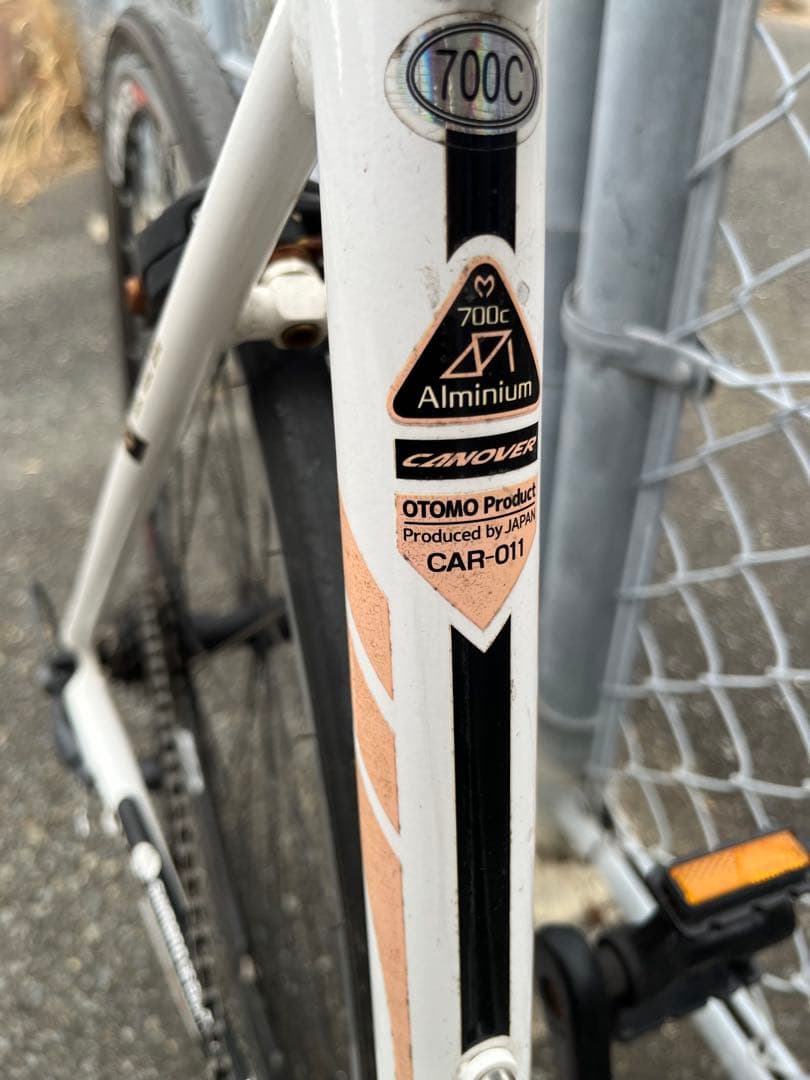 700C
700c
Alminium
CANOVER
OTOMO Product
Produced by JAPAN
CAR-011